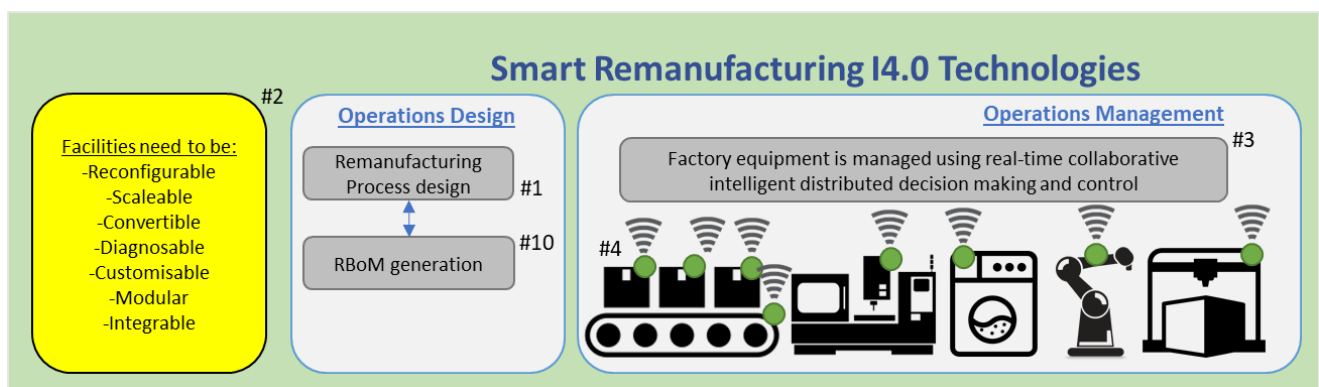 Smart Remanufacturing I4.0 Technologies
#2
Facilities need to be:
-Reconfigurable
-Scaleable
-Convertible
-Diagnosable
-Customisable
-Modular
-Integrable
Operations Design
Remanufacturing
Process design
#1
#10
RBoM generation
Operations Management
#3
Factory equipment is managed using real-time collaborative
intelligent distributed decision making and control
#4